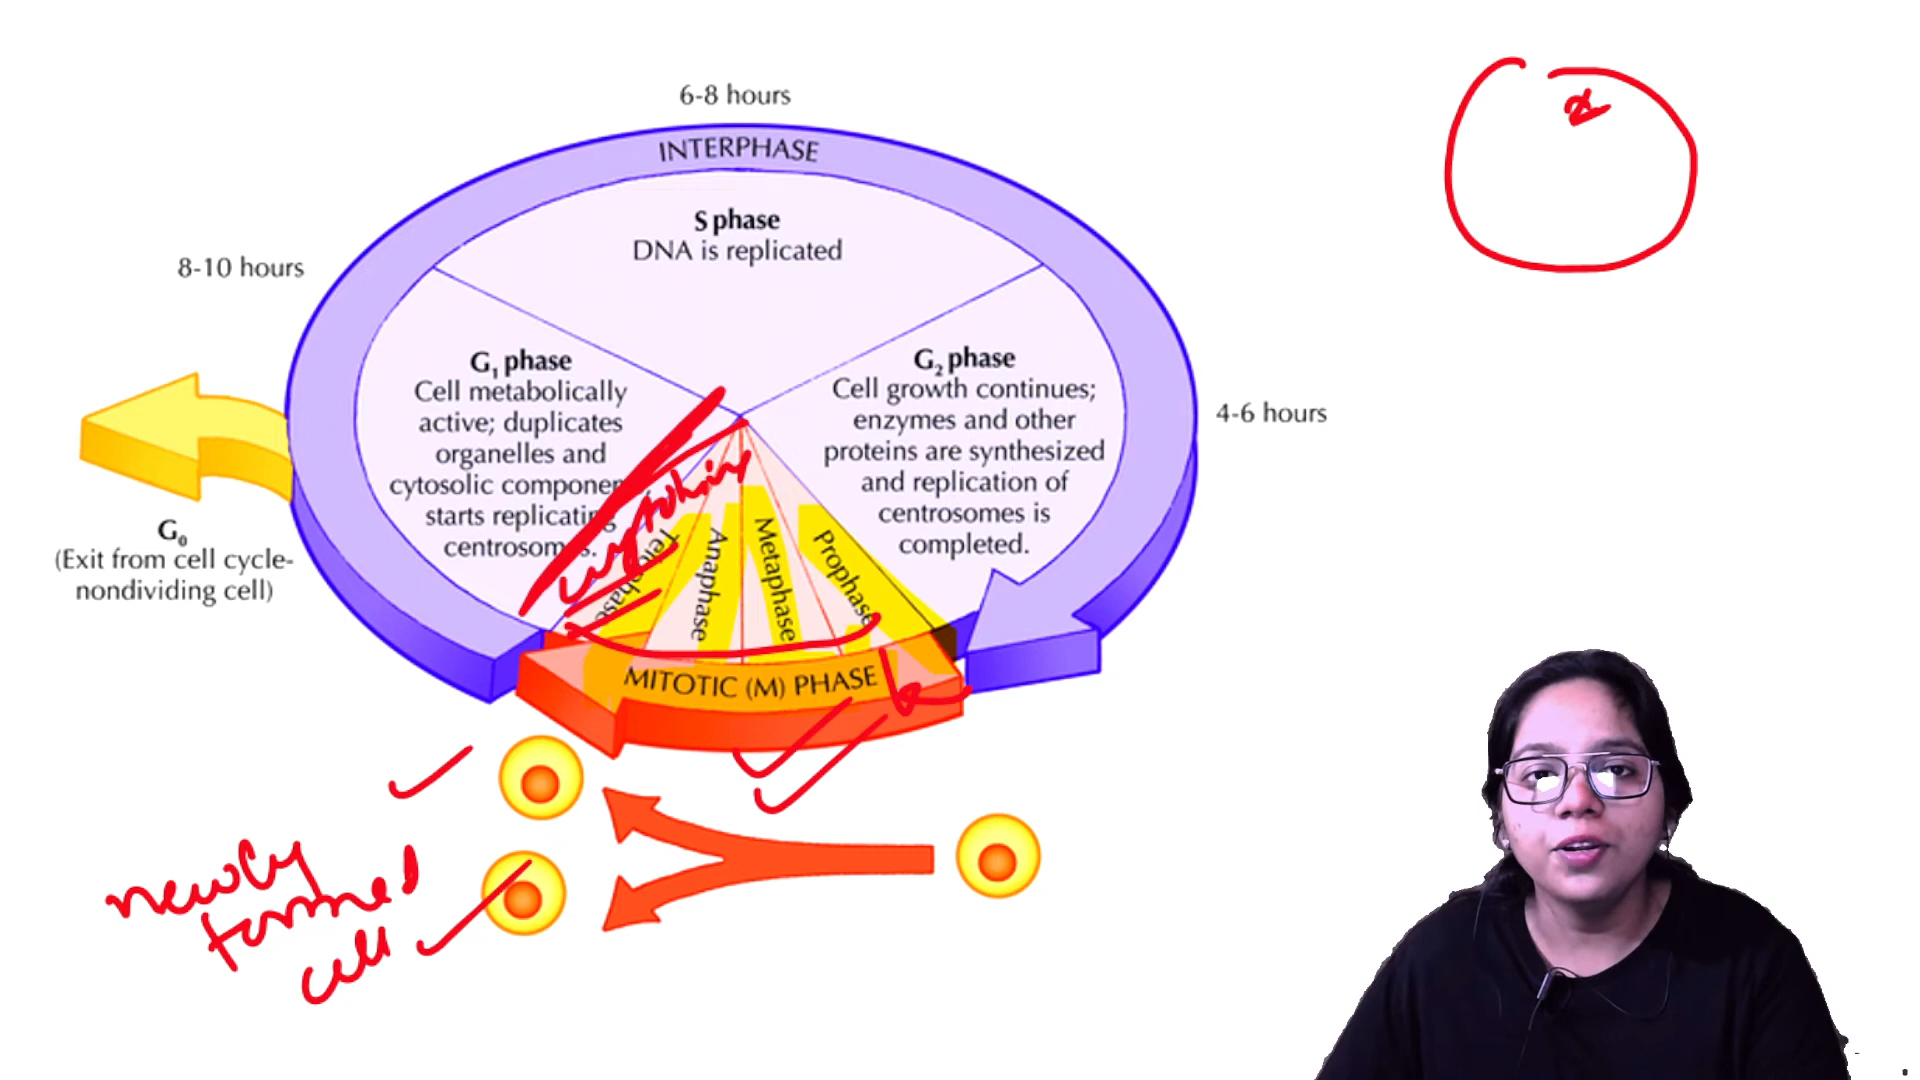 6-8 hours
INTERPHASE
S phase
DNA is replicated
8-10 hours
G₁ phase
Cell metabolically
active; duplicates
organelles and
cytosolic componen
starts replicating
centrosom s.
G₂ phase
Cell growth continues;
enzymes and other
proteins are synthesized
and replication of
centrosomes is
completed.
4-6 hours
G₀
(Exit from cell cycle-
nondividing cell)
Telophase
Anaphase
Metaphase
Prophase
MITOTIC (M) PHASE
newly
formed
cell